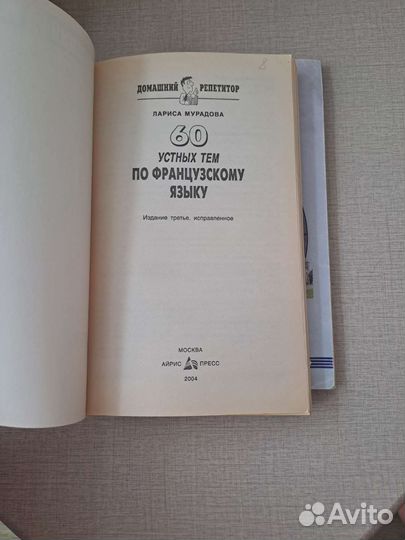 ДОМАШНИЙ РЕПЕТИТОР
ЛАРИСА МУРАДОВА
60
УСТНЫХ ТЕМ
ПО ФРАНЦУЗСКОМУ
ЯЗЫКУ
Издание третье, исправленное
МОСКВА
АЙРИС ПРЕСС
2004
Avito